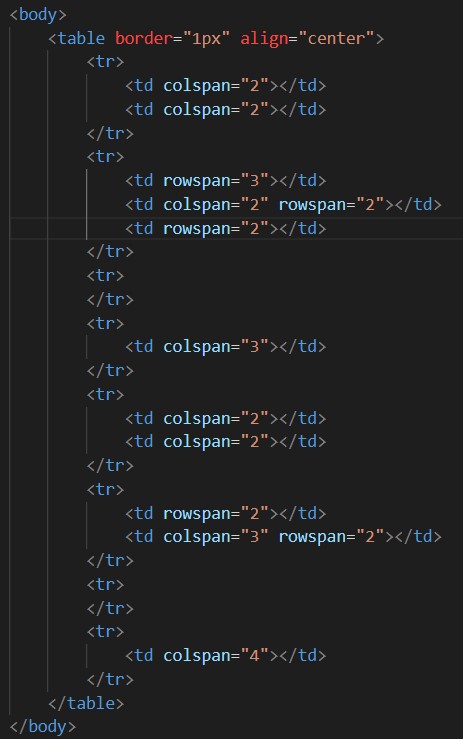 <body>
<table border="1px" align="center">
<tr>
<td colspan="2"></td>
<td colspan="2"></td>
</tr>
<tr>
<td rowspan="3"></td>
<td colspan="2" rowspan="2"></td>
<td rowspan="2"></td>
</tr>
<tr>
</tr>
<tr>
<td colspan="3"></td>
</tr>
<tr>
<td colspan="2"></td>
<td colspan="2"></td>
</tr>
<tr>
<td rowspan="2"></td>
<td colspan="3" rowspan="2"></td>
</tr>
<tr>
</tr>
<tr>
<td colspan="4"></td>
</tr>
</table>
</body>